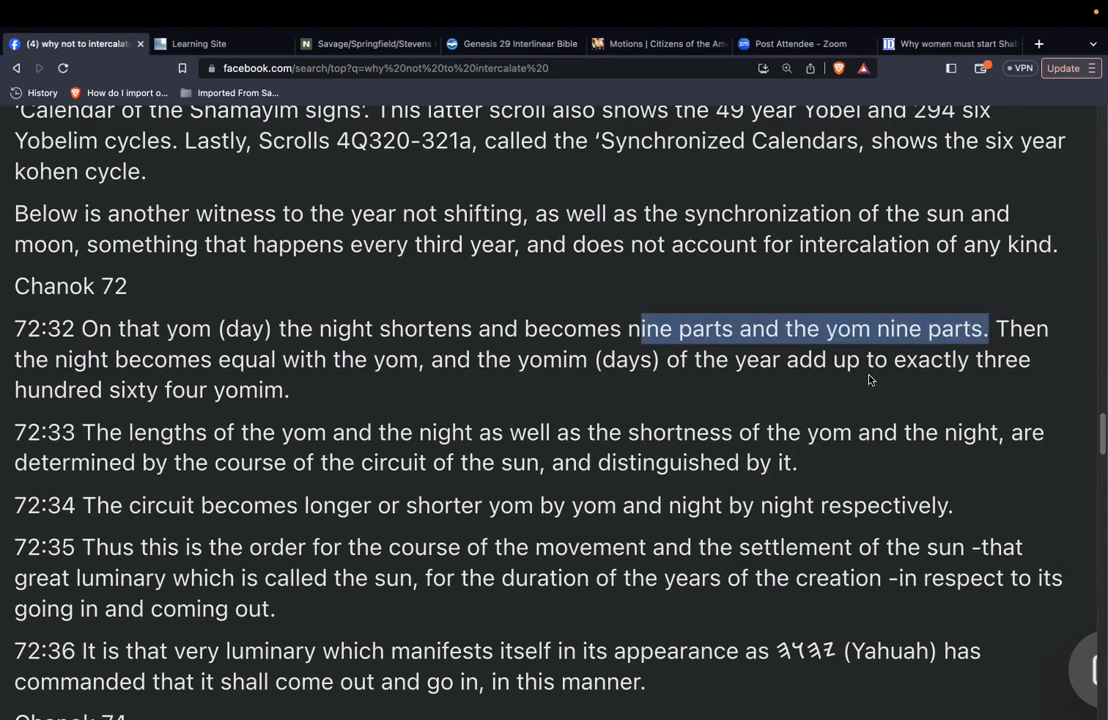 (4) why not to intercalat
Learning Site
Savage/Springfield/Stevens
Genesis 29 Interlinear Bible
Motions | Citizens of the Am
Post Attendee - Zoom
Why women must start Shab
facebook.com/search/top?q=why%20not%20to%20intercalate%20
VPN
Update
History
How do I import o...
Imported From Sa...
'Calendar of the Shamayim signs'. This latter scroll also shows the 49 year Yobel and 294 six
Yobelim cycles. Lastly, Scrolls 4Q320-321a, called the 'Synchronized Calendars, shows the six year
kohen cycle.
Below is another witness to the year not shifting, as well as the synchronization of the sun and
moon, something that happens every third year, and does not account for intercalation of any kind.
Chanok 72
72:32 On that yom (day) the night shortens and becomes nine parts and the yom nine parts. Then
the night becomes equal with the yom, and the yomim (days) of the year add up to exactly three
hundred sixty four yomim.
72:33 The lengths of the yom and the night as well as the shortness of the yom and the night, are
determined by the course of the circuit of the sun, and distinguished by it.
72:34 The circuit becomes longer or shorter yom by yom and night by night respectively.
72:35 Thus this is the order for the course of the movement and the settlement of the sun -that
great luminary which is called the sun, for the duration of the years of the creation -in respect to its
going in and coming out.
72:36 It is that very luminary which manifests itself in its appearance as 𐤉𐤄𐤅𐤄 (Yahuah) has
commanded that it shall come out and go in, in this manner.
Chanok 74